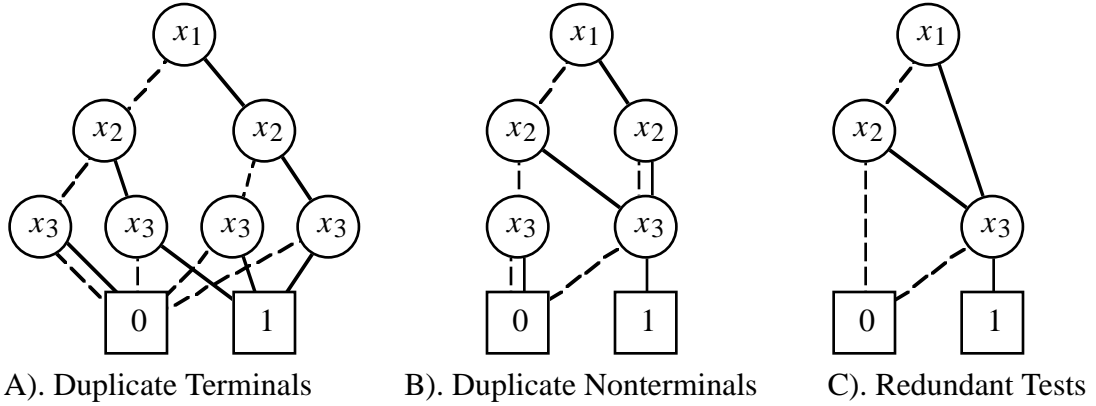 x1 x1 x1
x2 x2 x2 x2 x2
x3 x3 x3 x3 x3 x3 x3
0 1 0 1 0 1
A). Duplicate Terminals B). Duplicate Nonterminals C). Redundant Tests